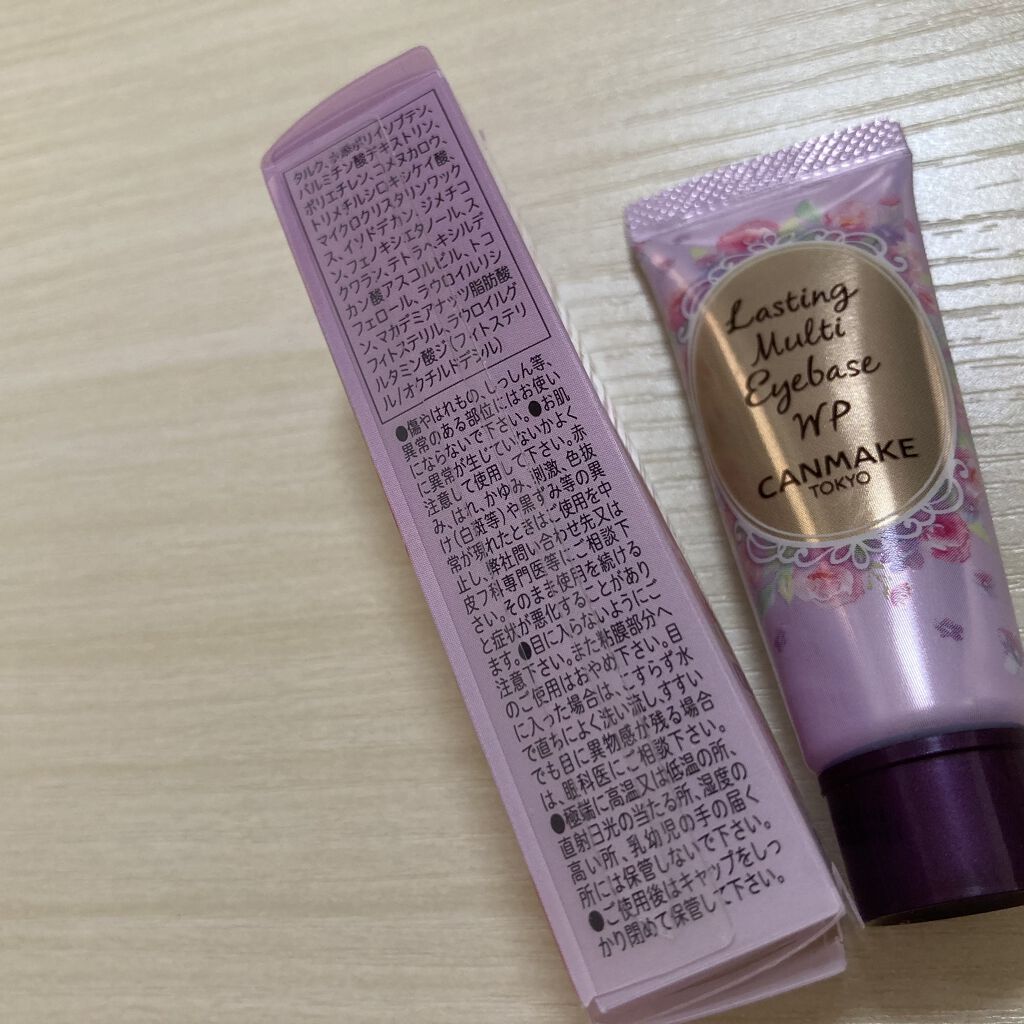 タルク、水添ポリイソブテン、
パルミチン酸デキストリン、
ポリエチレン、コメヌカロウ、
トリメチルシロキシケイ酸、
マイクロクリスタリンワック
ス、イソドデカン、ジメチコ
ン、フェノキシエタノール、ス
クワラン、テトラヘキシルデ
カン酸アスコルビル、トコ
フェロール、ラウロイルリシ
ン、マカデミアナッツ脂肪酸
フィトステリル、ラウロイルグ
ルタミン酸ジ(フィトステリ
ル/オクチルドデシル)
●傷やはれもの、しっしん等、
異常のある部位にはお使い
にならないで下さい。●お肌
に異常が生じていないかよく
注意して使用して下さい。赤
み、はれ、かゆみ、刺激、色抜
け(白斑等)や黒ずみ等の異
常が現れたときはご使用を中
止し、弊社問い合わせ先又は
皮フ科専門医等にご相談下
さい。そのまま使用を続ける
と症状が悪化することがあり
ます。●目に入らないようにご
注意下さい。また粘膜部分へ
のご使用はおやめ下さい。目
に入った場合は、こすらず水
で直ちによく洗い流しすすい
でも目に異物感が残る場合
は、眼科医にご相談下さい。
●極端に高温又は低温の所、
直射日光の当たる所、湿度の
高い所、乳幼児の手の届く
所には保管しないで下さい。
●ご使用後はキャップをしっ
かり閉めて保管して下さい。
Lasting
Multi
Eyebase
WP
CANMAKE
TOKYO